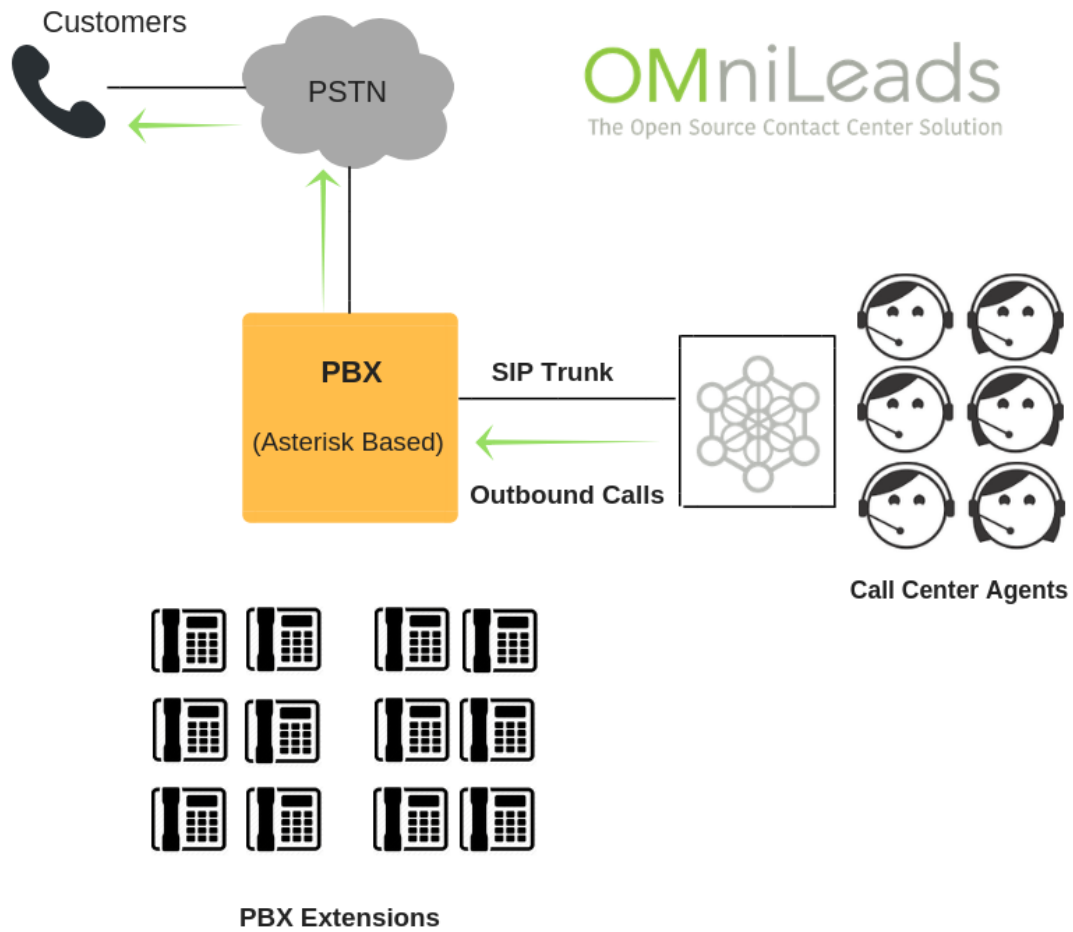 Customers
PSTN
OMniLeads
The Open Source Contact Center Solution
PBX
(Asterisk Based)
SIP Trunk
Outbound Calls
Call Center Agents
PBX Extensions